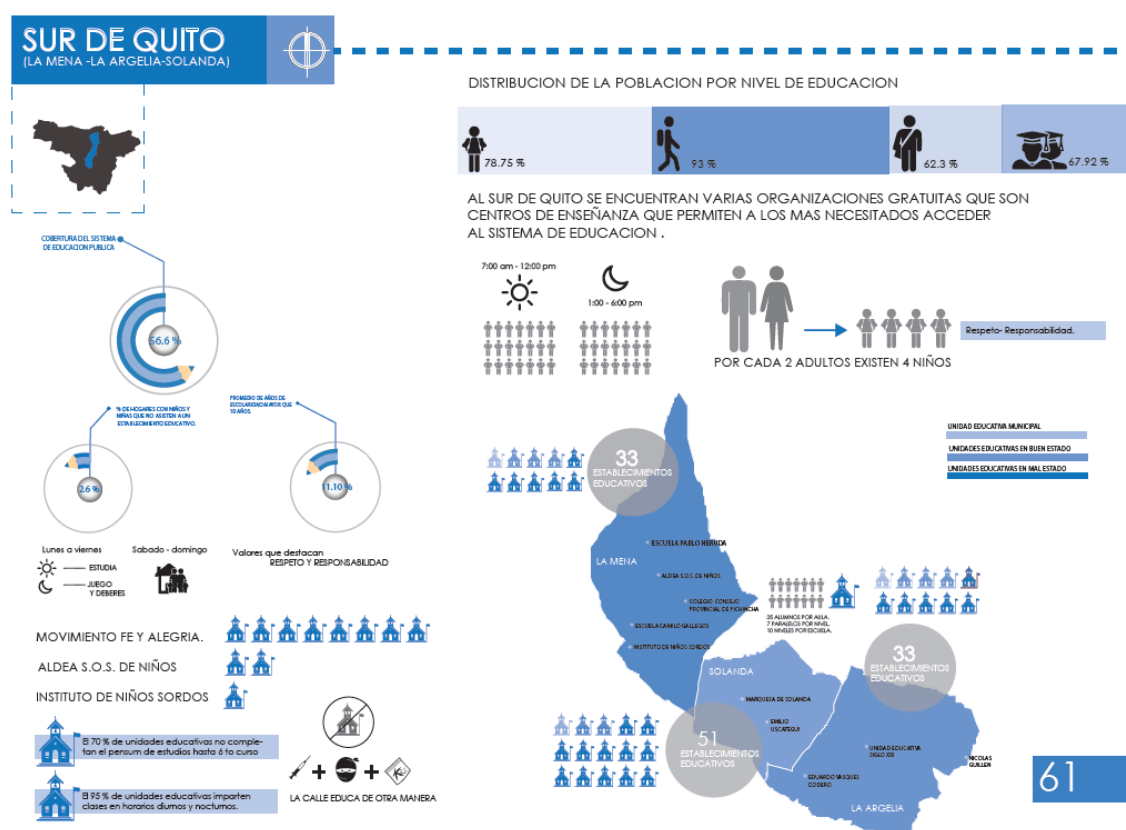 SUR DE QUITO
(LA MENA -LA ARGELIA-SOLANDA)
DISTRIBUCION DE LA POBLACION POR NIVEL DE EDUCACION
78.75 %
93 %
62.3 %
67.92 %
AL SUR DE QUITO SE ENCUENTRAN VARIAS ORGANIZACIONES GRATUITAS QUE SON
CENTROS DE ENSEÑANZA QUE PERMITEN A LOS MAS NECESITADOS ACCEDER
AL SISTEMA DE EDUCACION .
COBERTURA DEL SISTEMA
DE EDUCACION PUBLICA
56.6 %
7:00 am - 12:00 pm
1:00 - 6:00 pm
Respeto- Responsabilidad.
POR CADA 2 ADULTOS EXISTEN 4 NIÑOS
% DE HOGARES CON NIÑOS Y
NIÑAS QUE NO ASISTEN A UN
ESTABLECIMIENTO EDUCATIVO.
2.6 %
PROMEDIO DE AÑOS DE
ESCOLARIDAD MAYOR QUE
10 AÑOS.
11.10 %
Lunes a viernes
ESTUDIA
JUEGO
Y DEBERES
Sabado - domingo
Valores que destacan
RESPETO Y RESPONSABILIDAD
MOVIMIENTO FE Y ALEGRIA.
ALDEA S.O.S. DE NIÑOS
INSTITUTO DE NIÑOS SORDOS
El 70 % de unidades educativas no comple-
tan el pensum de estudios hasta 6 to curso
El 95 % de unidades educativas imparten
clases en horarios diurnos y nocturnos.
LA CALLE EDUCA DE OTRA MANERA
UNIDAD EDUCATIVA MUNICIPAL
UNIDADES EDUCATIVAS EN BUEN ESTADO
UNIDADES EDUCATIVAS EN MAL ESTADO
33
ESTABLECIMIENTOS
EDUCATIVOS
LA MENA
ESCUELA PABLO NERUDA
ALDEA S.O.S. DE NIÑOS
COLEGIO CONSEJO
PROVINCIAL DE PICHINCHA
ESCUELA CAMILO GALLEGOS
INSTITUTO DE NIÑOS SORDOS
35 ALUMNOS POR AULA.
7 PARALELOS POR NIVEL.
10 NIVELES POR ESCUELA.
33
ESTABLECIMIENTOS
EDUCATIVOS
SOLANDA
MARQUESA DE SOLANDA
EMILIO
USCATEGUI
51
ESTABLECIMIENTOS
EDUCATIVOS
UNIDAD EDUCATIVA
SIGLO XXI
NICOLAS
GUILLEN
EDUARDO VASQUES
DODERO
LA ARGELIA
61